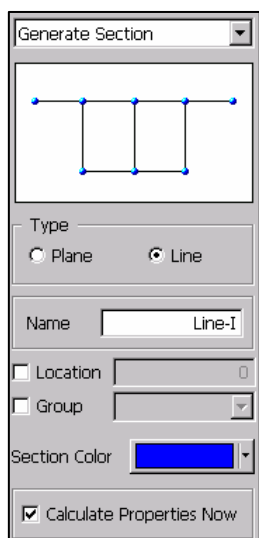 Generate Section
Type
Plane Line
Name Line-I
Location 0
Group
Section Color
Calculate Properties Now